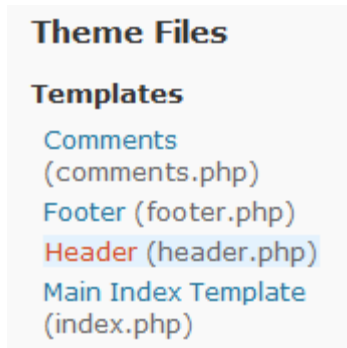 Theme Files
Templates
Comments
(comments.php)
Footer (footer.php)
Header (header.php)
Main Index Template
(index.php)